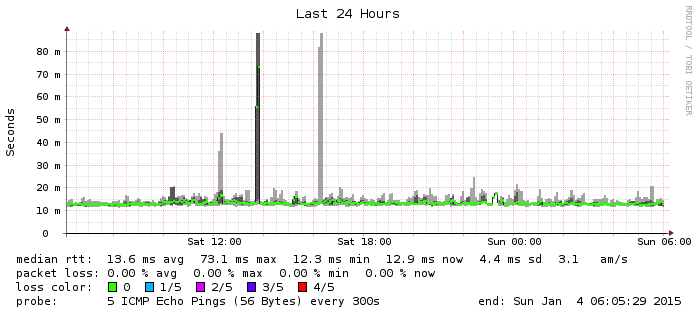 Last 24 Hours
RRDTOOL / TOBI OETIKER
Seconds
80 m
70 m
60 m
50 m
40 m
30 m
20 m
10 m
0
Sat 12:00 Sat 18:00 Sun 00:00 Sun 06:00
median rtt: 13.6 ms avg 73.1 ms max 12.3 ms min 12.9 ms now 4.4 ms sd 3.1 am/s
packet loss: 0.00 % avg 0.00 % max 0.00 % min 0.00 % now
loss color: 0 1/5 2/5 3/5 4/5
probe: 5 ICMP Echo Pings (56 Bytes) every 300s end: Sun Jan 4 06:05:29 2015